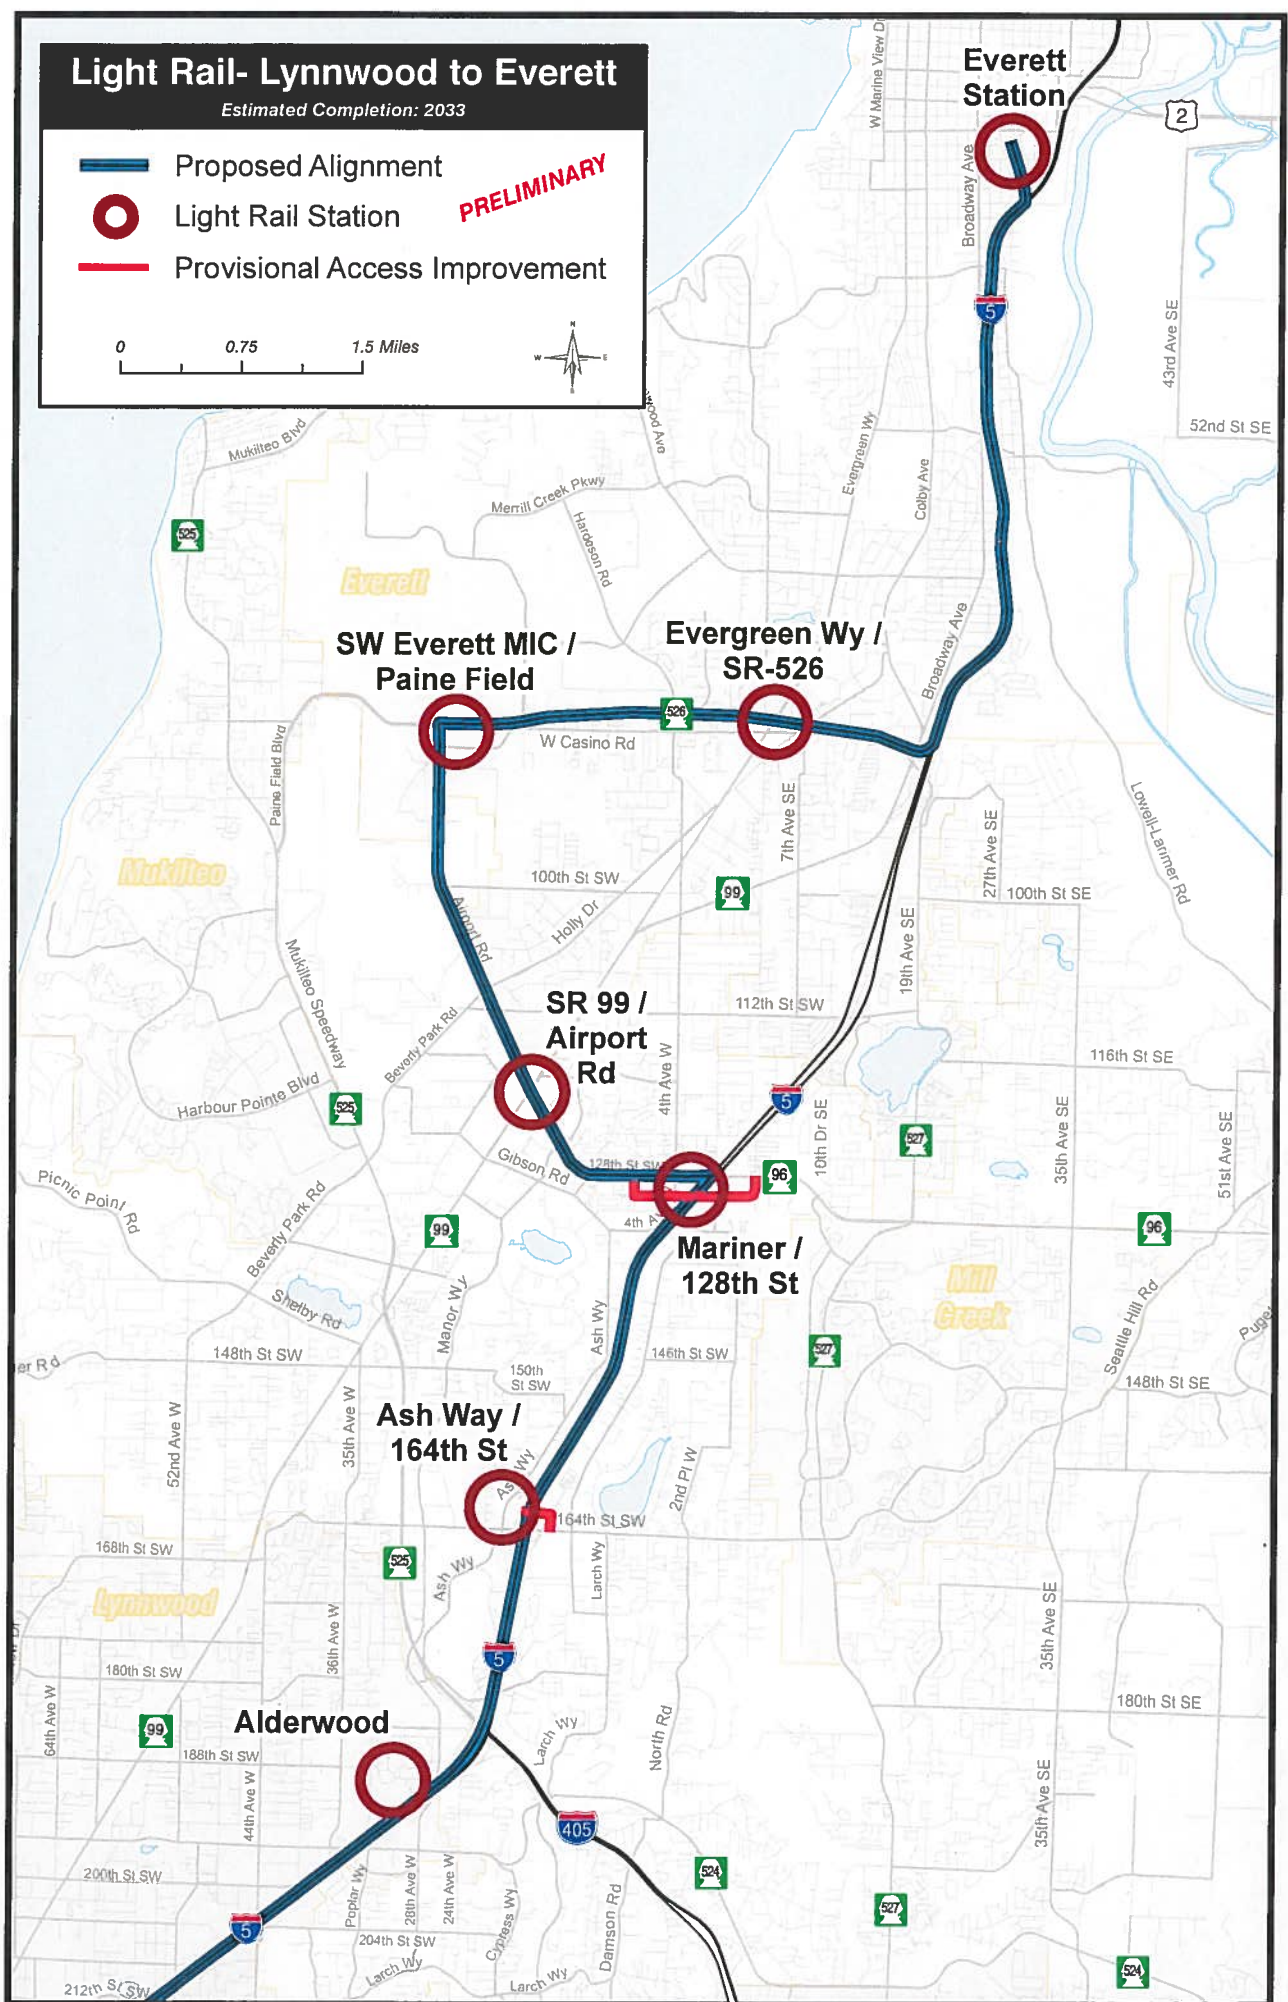 Light Rail- Lynnwood to Everett
Estimated Completion: 2033
Proposed Alignment
Light Rail Station
PRELIMINARY
Provisional Access Improvement
0 0.75 1.5 Miles
N
W E
S
Everett
Station
W Marine View Dr
2
Broadway Ave
5
43rd Ave SE
52nd St SE
Mukilteo Blvd
wood Ave
Evergreen Wy
Colby Ave
Merrill Creek Pkwy
Hardeson Rd
525
Everett
SW Everett MIC /
Paine Field
Evergreen Wy /
SR-526
Broadway Ave
526
W Casino Rd
Paine Field Blvd
7th Ave SE
27th Ave SE
Lowell-Larimer Rd
Mukilteo
100th St SW
99
100th St SE
Airport Rd
Holly Dr
19th Ave SE
Mukilteo Speedway
SR 99 /
Airport
Rd
112th St SW
Beverly Park Rd
116th St SE
4th Ave W
Harbour Pointe Blvd
525
5
10th Dr SE
527
35th Ave SE
51st Ave SE
Gibson Rd
128th St SW
96
Picnic Point Rd
Beverly Park Rd
99
4th Av
96
Mariner /
128th St
Mill
Creek
Shelby Rd
Manor Wy
Ash Wy
Seattle Hill Rd
Puget
er Rd
148th St SW
146th St SW
527
150th
St SW
148th St SE
Ash Way /
164th St
52nd Ave W
35th Ave W
Ash Wy
2nd Pl W
164th St SW
168th St SW
525
Ash Wy
Larch Wy
Lynnwood
36th Ave W
35th Ave SE
180th St SW
5
64th Ave W
99
Alderwood
180th St SE
188th St SW
Larch Wy
North Rd
44th Ave W
405
35th Ave SE
200th St SW
Poplar Wy
28th Ave W
24th Ave W
Cypress Wy
Damson Rd
524
527
5
204th St SW
Larch Wy
Larch Wy
212th St SW
524